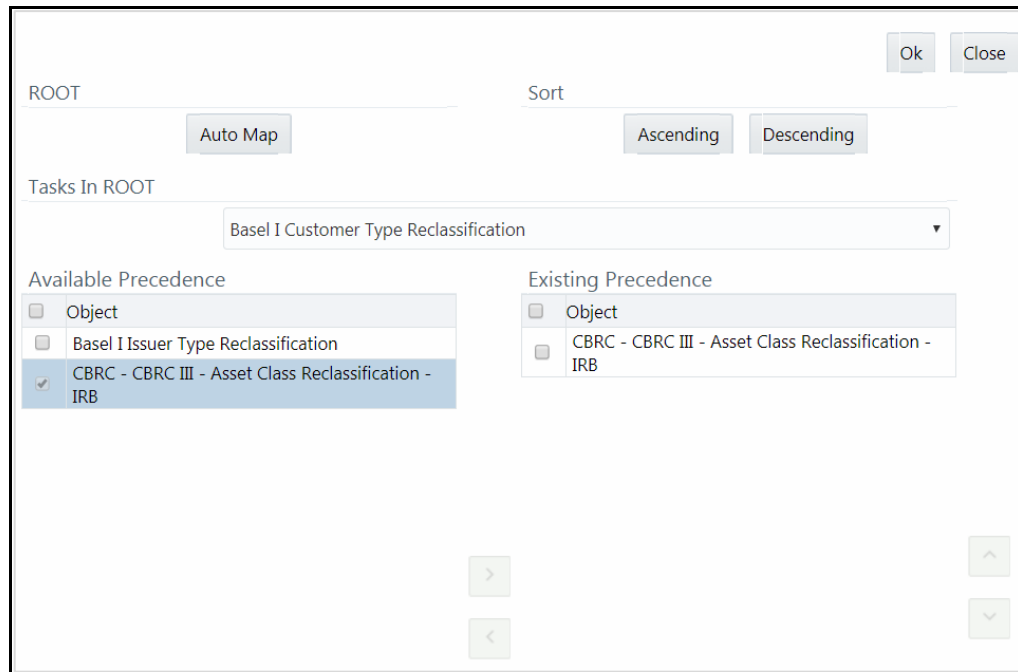 Ok Close
ROOT Sort
Auto Map Ascending Descending
Tasks In ROOT
Basel I Customer Type Reclassification
Available Precedence Existing Precedence
Object Object
Basel I Issuer Type Reclassification
CBRC - CBRC III - Asset Class Reclassification -
IRB
CBRC - CBRC III - Asset Class Reclassification -
IRB